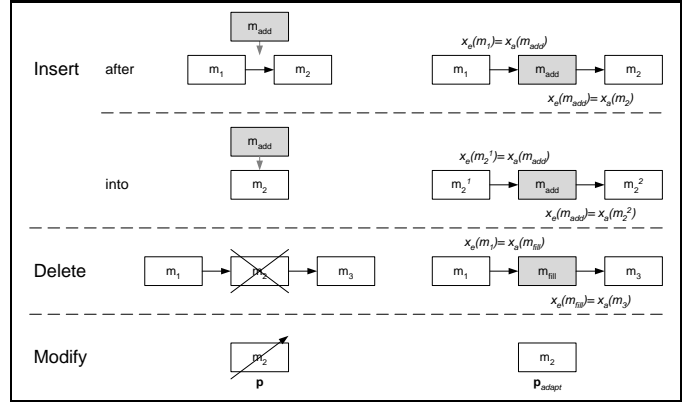 m_add
x_e(m_1)= x_a(m_add)
Insert after m_1 m_2 m_1 m_add m_2
x_e(m_add)= x_a(m_2)
m_add
x_e(m_2^1)= x_a(m_add)
into m_2 m_2^1 m_add m_2^2
x_e(m_add)= x_a(m_2^2)
x_e(m_1)= x_a(m_fill)
Delete m_1 m_2 m_3 m_1 m_fill m_3
x_e(m_fill)= x_a(m_3)
Modify m_2 m_2
p p_adapt